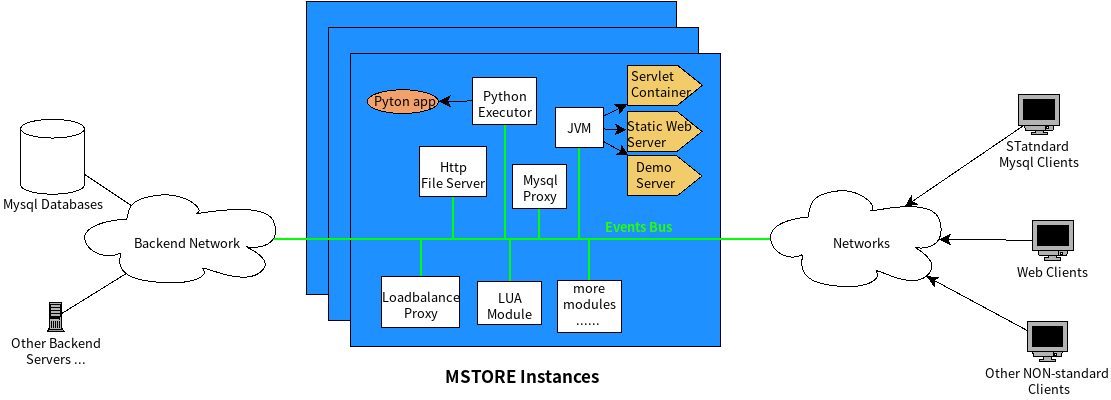 Servlet
Container
Pyton app
Python
Executor
JVM
Static Web
Server
Http
File Server
Mysql
Proxy
Demo
Server
STatndard
Mysql Clients
Mysql Databases
Backend Network
Events Bus
Networks
Web Clients
Loadbalance
Proxy
LUA
Module
more
modules
......
Other Backend
Servers ...
MSTORE Instances
Other NON-standard
Clients